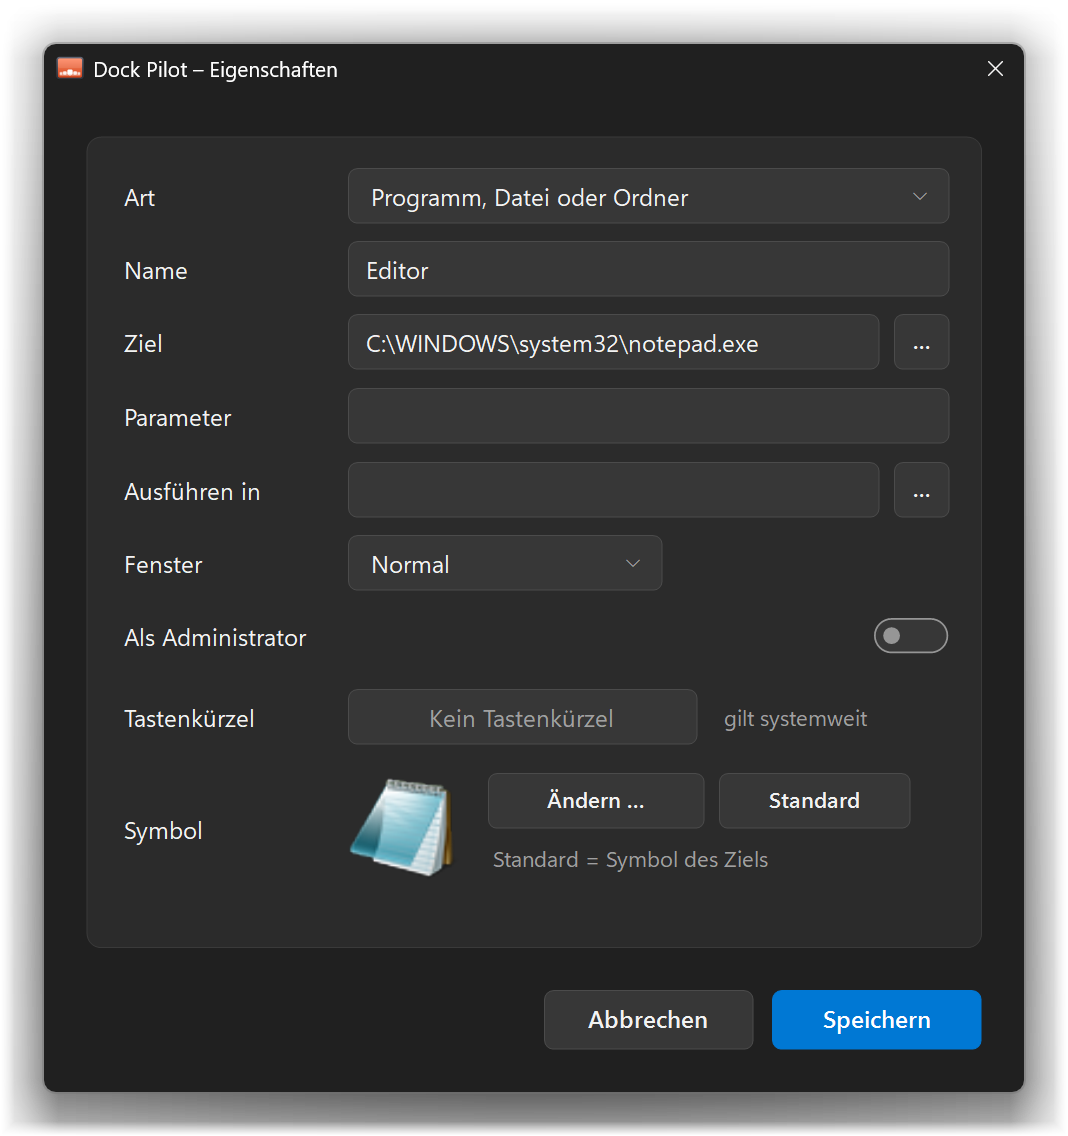 Dock Pilot – Eigenschaften
Art
Programm, Datei oder Ordner
Name
Editor
Ziel
C:\WINDOWS\system32\notepad.exe
...
Parameter
Ausführen in
...
Fenster
Normal
Als Administrator
Tastenkürzel
Kein Tastenkürzel
gilt systemweit
Symbol
Ändern ...
Standard
Standard = Symbol des Ziels
Abbrechen
Speichern